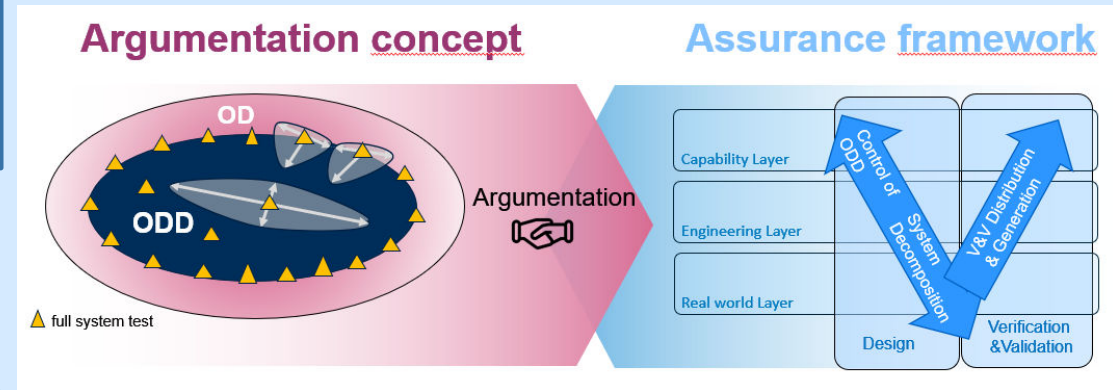 Argumentation concept
OD
ODD
full system test
Argumentation
Assurance framework
Capability Layer
Engineering Layer
Real world Layer
Control of
ODD
System
Decomposition
V&V Distribution
& Generation
Design
Verification
&Validation